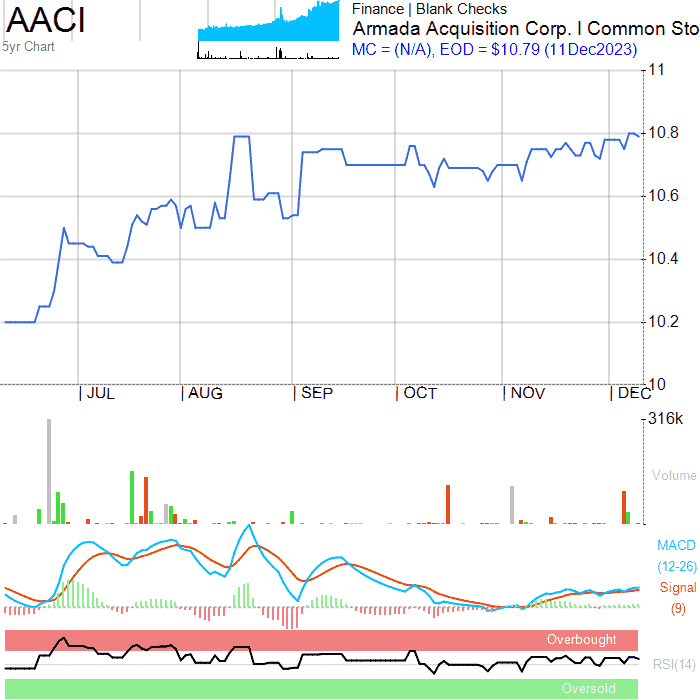 AACI
5yr Chart
Finance | Blank Checks
Armada Acquisition Corp. I Common Sto
MC = (N/A), EOD = $10.79 (11Dec2023)
11
10.8
10.6
10.4
10.2
10
| JUL | AUG | SEP | OCT | NOV | DEC
316k
Volume
MACD
(12-26)
Signal
(9)
Overbought
RSI(14)
Oversold